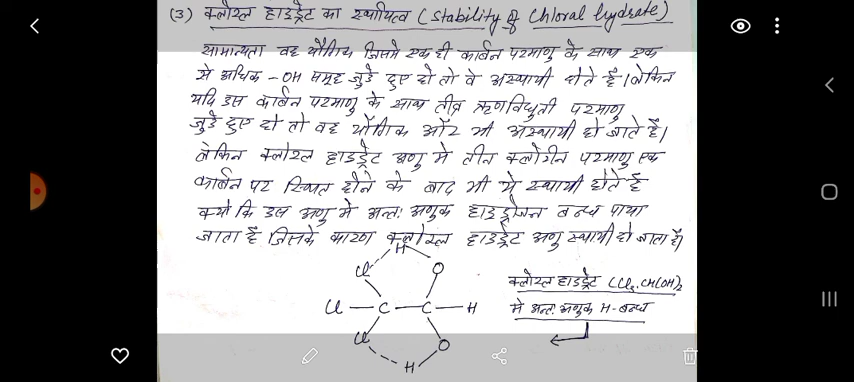 (3) क्लोरल हाइड्रेट का स्थायित्व (Stability of Chloral hydrate)
सामान्यता वह यौगिक जिसमे एक ही कार्बन परमाणु के साथ एक
से अधिक -OH समूह जुडे हुए हो तो वे अस्थायी होते है। लेकिन
यदि इस कार्बन परमाणु के साथ तीव्र ऋणविधुती परमाणु
जुडे हुए हो तो वह यौगिक और भी अस्थायी हो जाते है।
लेकिन क्लोरल हाइड्रेट अणु मे तीन क्लोरीन परमाणु एक
कार्बन पर स्थित होने के बाद भी ये स्थायी होते है
क्यो कि इस अणु मे अन्तः अणुक हाइड्रोजन बन्ध पाया
जाता है जिसके कारण क्लोरल हाइड्रेट अणु स्थायी हो जाता है।
H
Cl O
Cl — C — C — H
Cl O
H
क्लोरल हाइड्रेट CCl3.CH(OH)2
मे अन्तः अणुक H-बन्ध